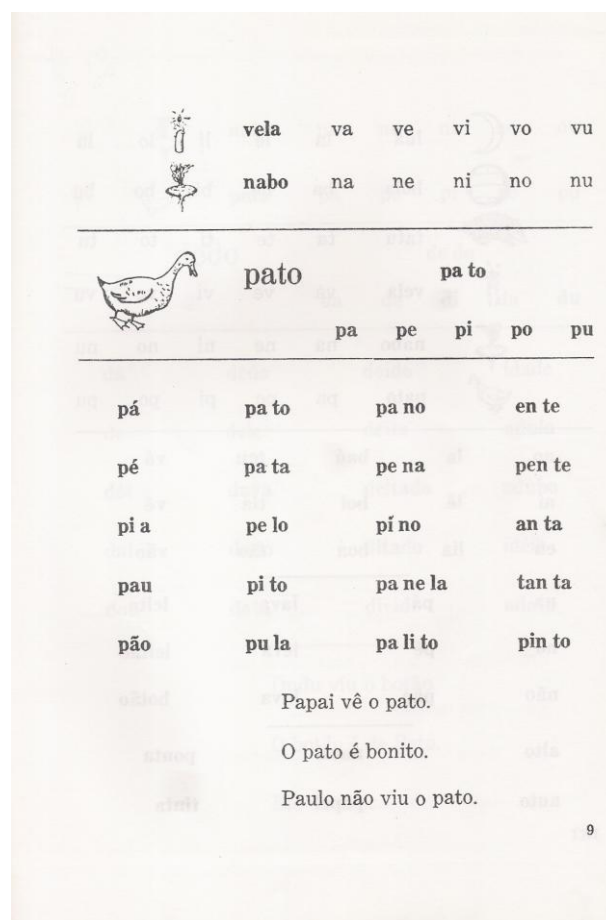 vela va ve vi vo vu
nabo na ne ni no nu
pato pa to
pa pe pi po pu
pá pa to pa no en te
pé pa ta pe na pen te
pi a pe lo pi no an ta
pau pi to pa ne la tan ta
pão pu la pa li to pin to
Papai vê o pato.
O pato é bonito.
Paulo não viu o pato.
9